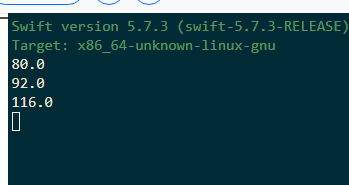 Swift version 5.7.3 (swift-5.7.3-RELEASE)
Target: x86_64-unknown-linux-gnu
80.0
92.0
116.0